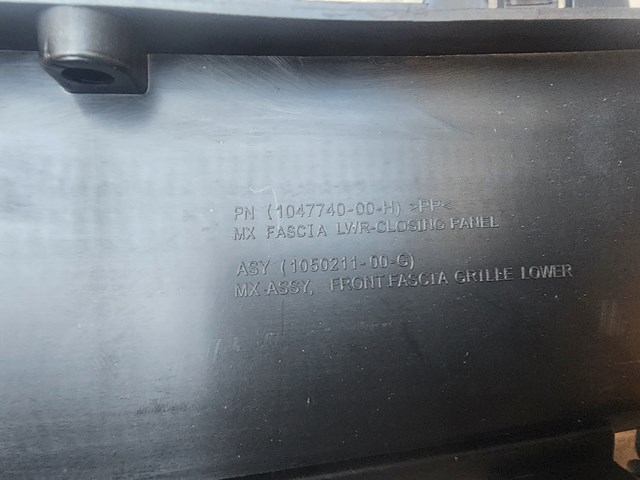 PN (1047740-00-H) >PP<
MX FASCIA LWR-CLOSING PANEL
ASY (1050211-00-G)
MX ASSY, FRONT FASCIA GRILLE LOWER